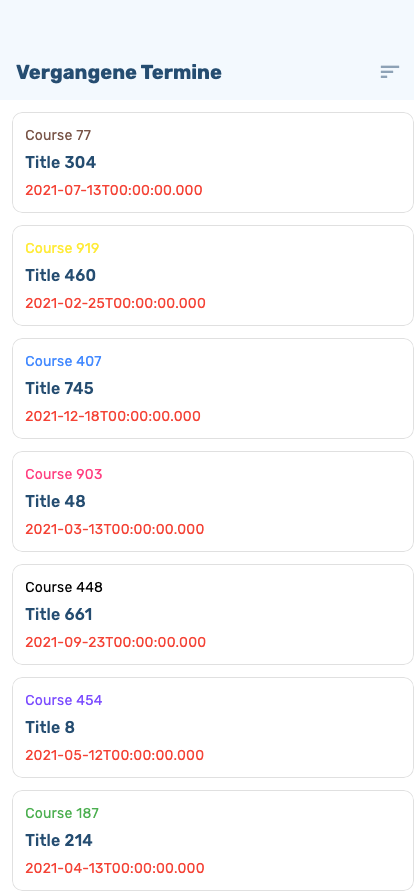 Vergangene Termine
Course 77
Title 304
2021-07-13T00:00:00.000
Course 919
Title 460
2021-02-25T00:00:00.000
Course 407
Title 745
2021-12-18T00:00:00.000
Course 903
Title 48
2021-03-13T00:00:00.000
Course 448
Title 661
2021-09-23T00:00:00.000
Course 454
Title 8
2021-05-12T00:00:00.000
Course 187
Title 214
2021-04-13T00:00:00.000